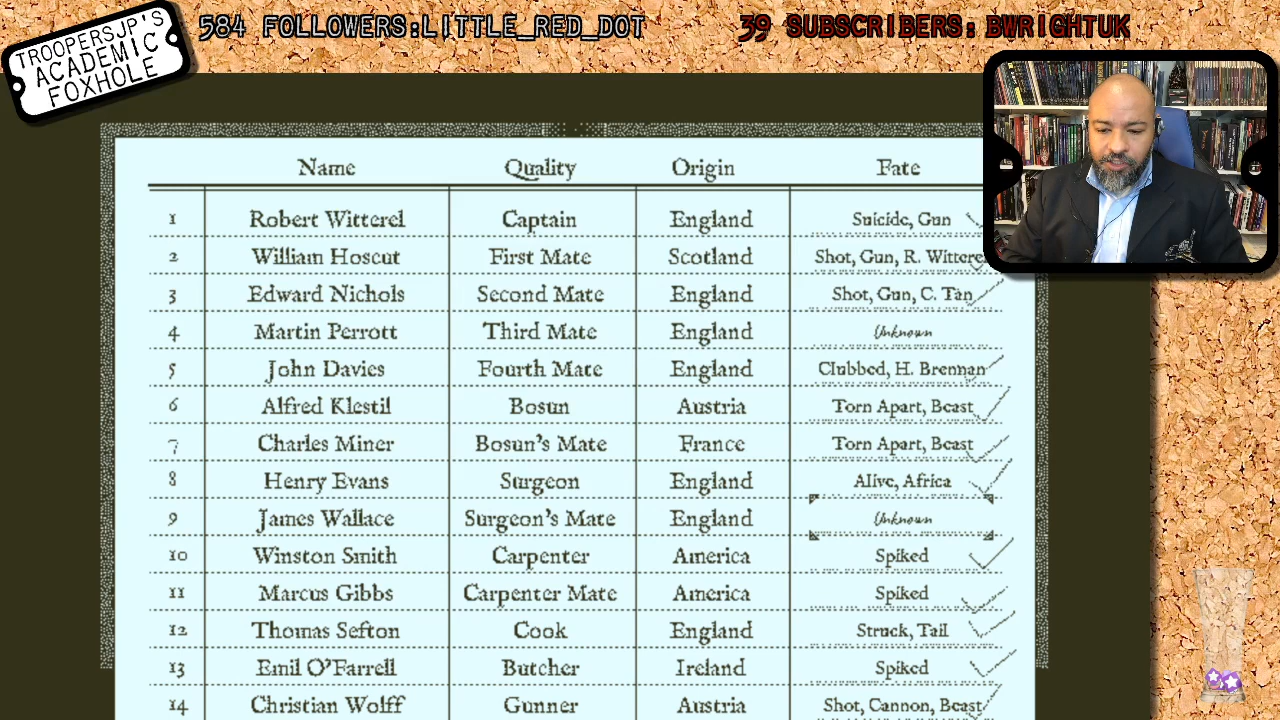 TROOPERSJP'S
ACADEMIC
FOXHOLE
584 FOLLOWERS:LITTLE_RED_DOT
39 SUBSCRIBERS: BWRIGHTUK
Name Quality Origin Fate
1 Robert Witterel Captain England Suicide, Gun
2 William Hoscut First Mate Scotland Shot, Gun, R. Wittere
3 Edward Nichols Second Mate England Shot, Gun, C. Tan
4 Martin Perrott Third Mate England Unknown
5 John Davies Fourth Mate England Clubbed, H. Brennan
6 Alfred Klestil Bosun Austria Torn Apart, Beast
7 Charles Miner Bosun's Mate France Torn Apart, Beast
8 Henry Evans Surgeon England Alive, Africa
9 James Wallace Surgeon's Mate England Unknown
10 Winston Smith Carpenter America Spiked
11 Marcus Gibbs Carpenter Mate America Spiked
12 Thomas Sefton Cook England Struck, Tail
13 Emil O'Farrell Butcher Ireland Spiked
14 Christian Wolff Gunner Austria Shot, Cannon, Beast